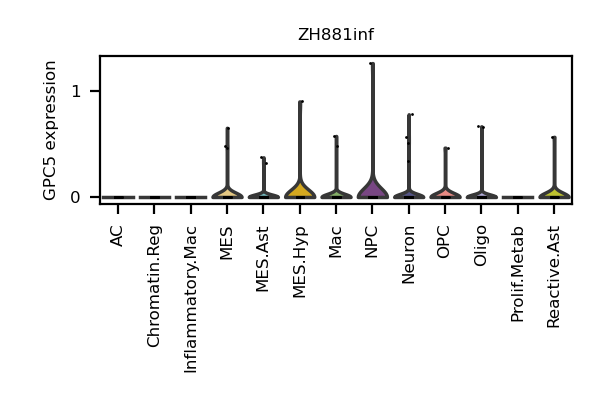 ZH881inf
GPC5 expression
1
0
AC
Chromatin.Reg
Inflammatory.Mac
MES
MES.Ast
MES.Hyp
Mac
NPC
Neuron
OPC
Oligo
Prolif.Metab
Reactive.Ast